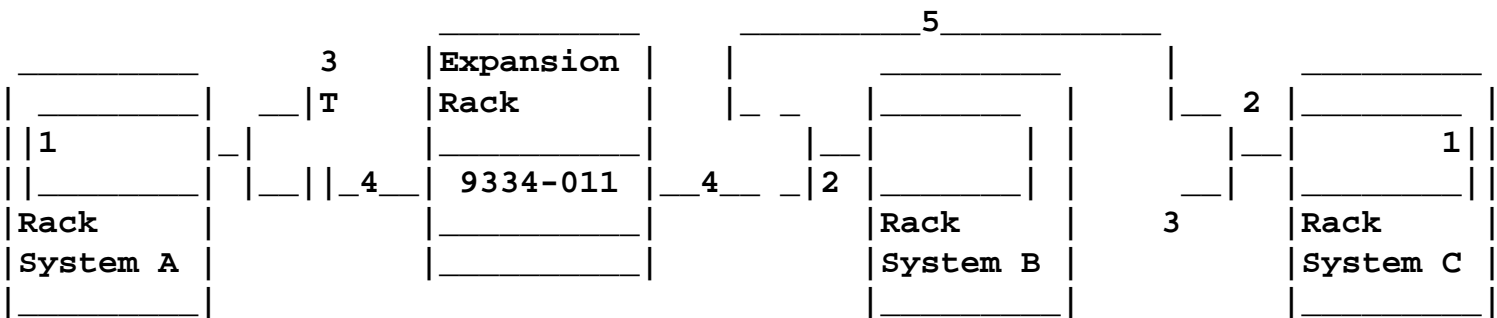 5
3 Expansion
T Rack 2
1 1
4 9334-011 4 2
Rack Rack 3 Rack
System A System B System C